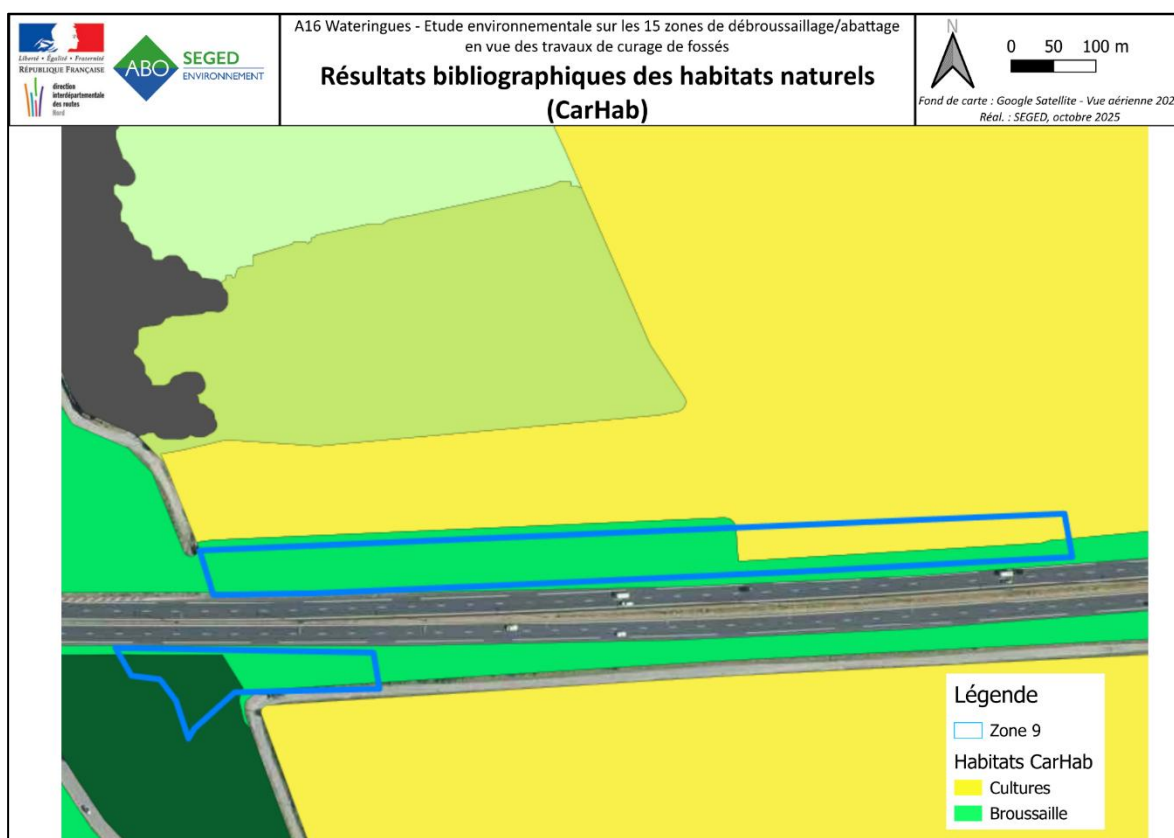 Liberté • Égalité • Fraternité
RÉPUBLIQUE FRANÇAISE
direction
interdépartementale
des routes
Nord
ABO
SEGED
ENVIRONNEMENT
A16 Wateringues - Etude environnementale sur les 15 zones de débroussaillage/abattage
en vue des travaux de curage de fossés
Résultats bibliographiques des habitats naturels
(CarHab)
N
0 50 100 m
Fond de carte : Google Satellite - Vue aérienne 202
Réal. : SEGED, octobre 2025
Légende
Zone 9
Habitats CarHab
Cultures
Broussaille